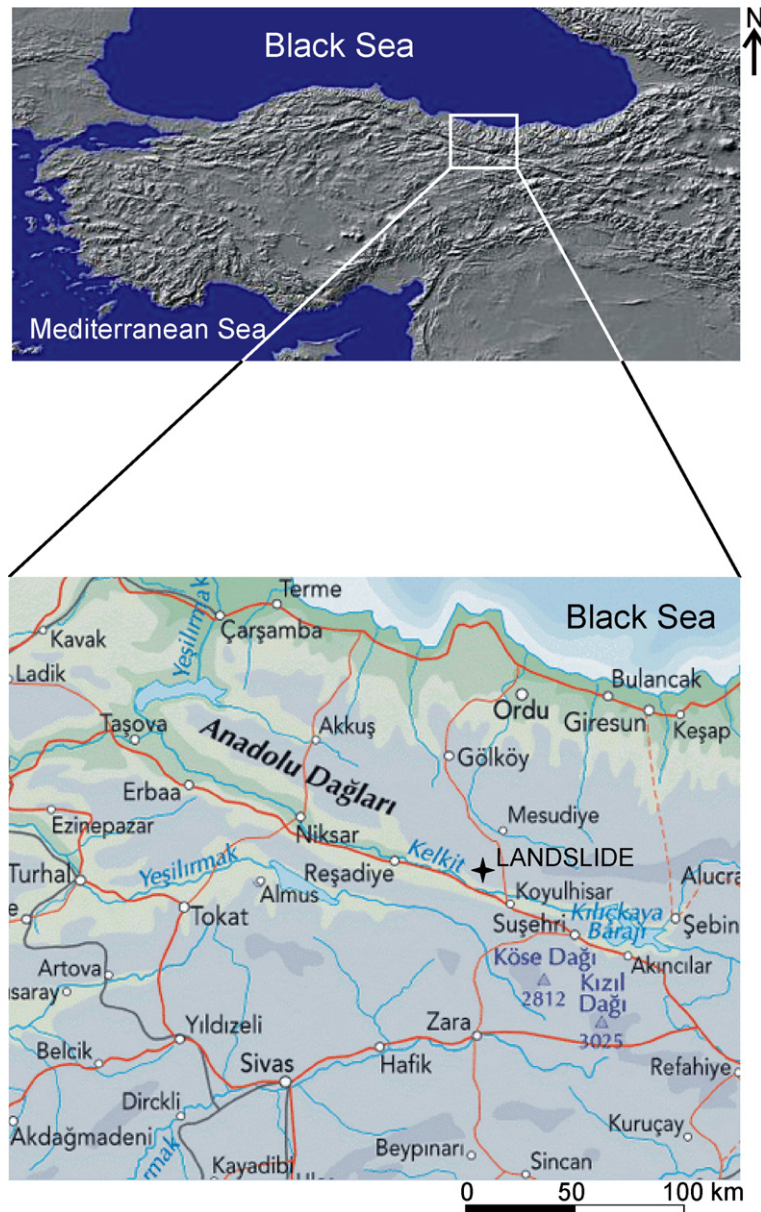 N
Black Sea
Mediterranean Sea
Terme
Black Sea
Çarşamba
Yeşilırmak
Kavak
Ladik
Bulancak
Ordu
Giresun
Keşap
Taşova
Akkuş
Anadolu Dağları
Gölköy
Erbaa
Ezinepazar
Niksar
Mesudiye
Kelkit
LANDSLIDE
Turhal
Yeşilırmak
Reşadiye
Almus
Koyulhisar
Alucra
Tokat
Kılıçkaya
Barajı
Şebin
Suşehri
Artova
Köse Dağı
2812
Akıncılar
Kızıl
Dağı
3025
saray
Yıldızeli
Zara
Belcik
Sivas
Hafik
Refahiye
Dirckli
Akdağmadeni
Kuruçay
Beypınarı
rmak
Kayadibi
Sincan
0 50 100 km